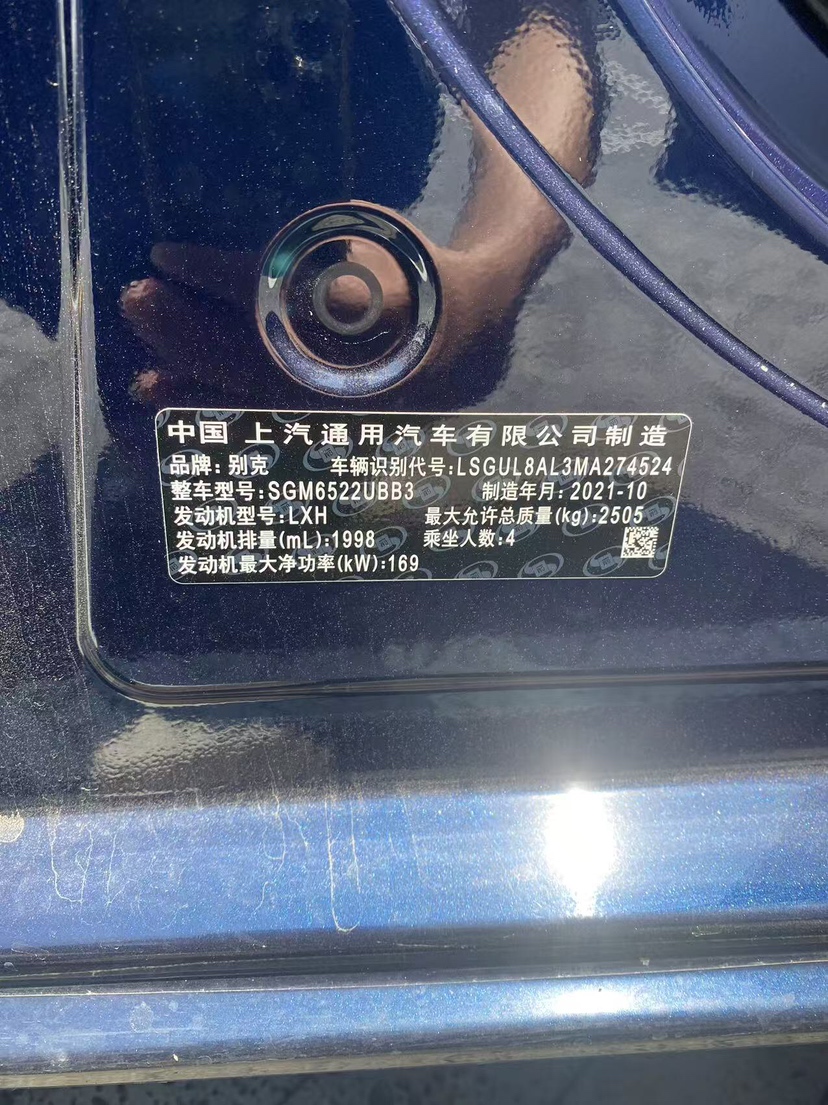 中国 上汽通用汽车有限公司制造
品牌: 别克 车辆识别代号:LSGUL8AL3MA274524
整车型号:SGM6522UBB3 制造年月: 2021-10
发动机型号:LXH 最大允许总质量(kg):2505
发动机排量(mL):1998 乘坐人数:4
发动机最大净功率(kW):169